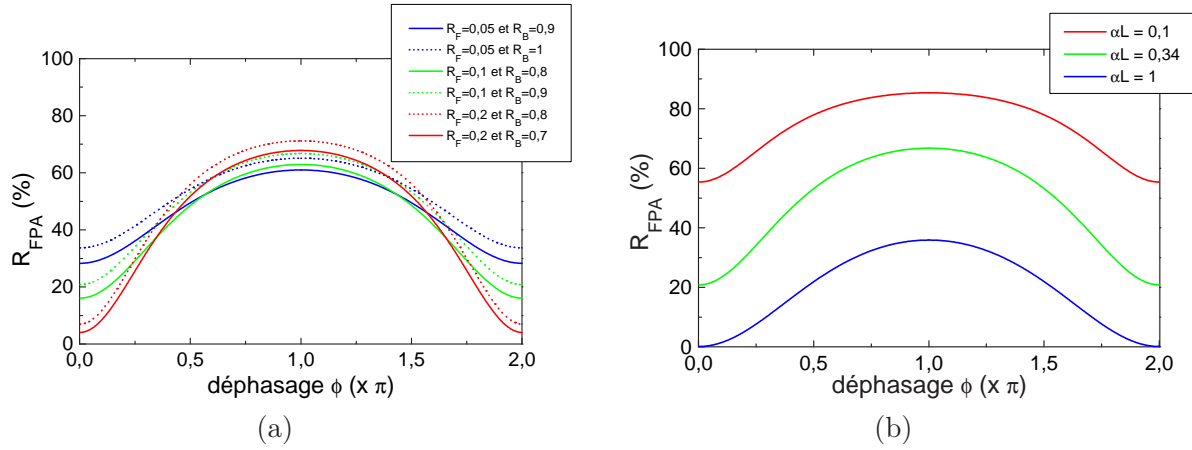 R_F=0,05 et R_B=0,9
R_F=0,05 et R_B=1
R_F=0,1 et R_B=0,8
R_F=0,1 et R_B=0,9
R_F=0,2 et R_B=0,8
R_F=0,2 et R_B=0,7
R_FPA (%)
100
80
60
40
20
0
0,0 0,5 1,0 1,5 2,0
déphasage ϕ (x π)
(a)
αL = 0,1
αL = 0,34
αL = 1
R_FPA (%)
100
80
60
40
20
0
0,0 0,5 1,0 1,5 2,0
déphasage ϕ (x π)
(b)